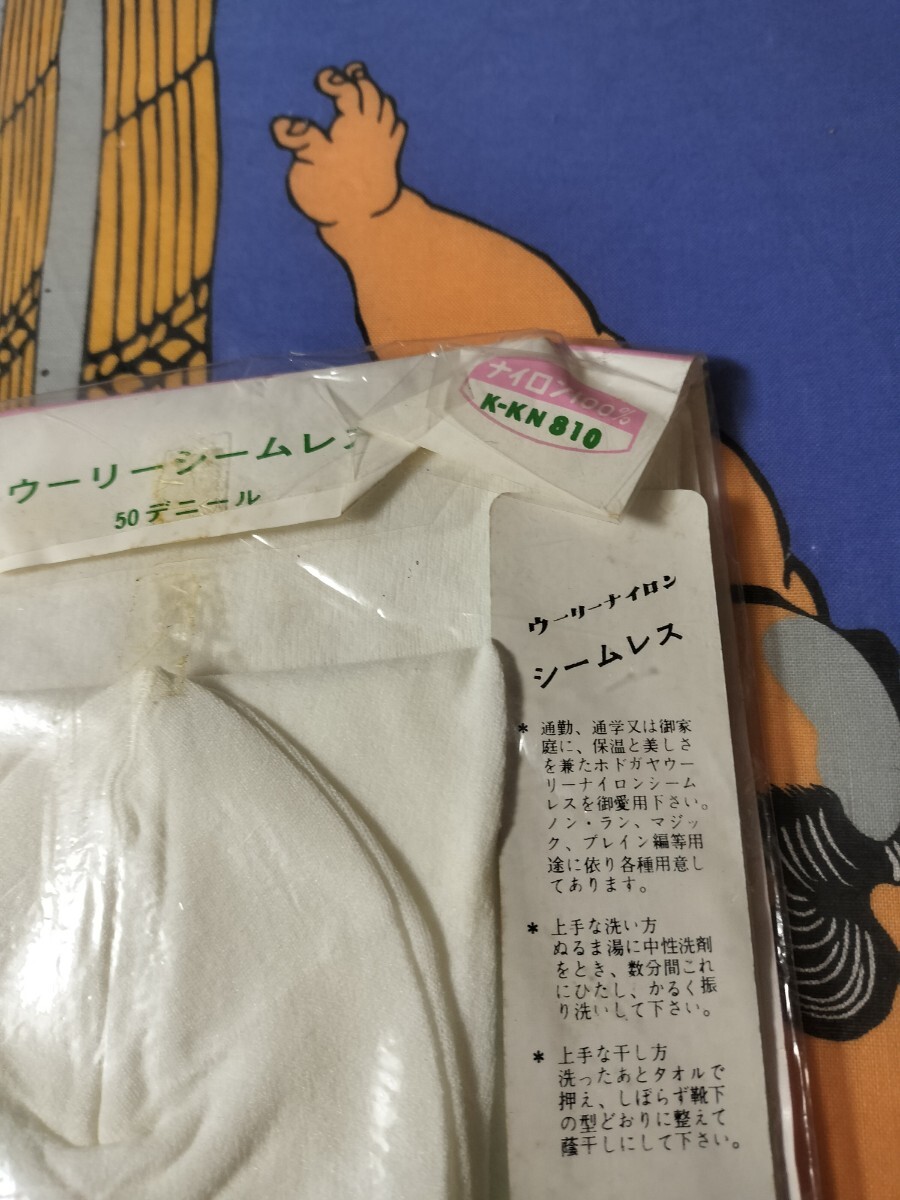 ナイロン100%
K-KN810
ウーリーシームレス
50デニール
ウーリーナイロン
シームレス
* 通勤、通学又は御家
庭に、保温と美しさ
を兼たホドガヤウー
リーナイロンシーム
レスを御愛用下さい。
ノン・ラン、マジッ
ク、プレイン編等用
途に依り各種用意し
てあります。
* 上手な洗い方
ぬるま湯に中性洗剤
をとき、数分間これ
にひたし、かるく振
り洗いして下さい。
* 上手な干し方
洗ったあとタオルで
押え、しぼらず靴下
の型どおりに整えて
蔭干しにして下さい。